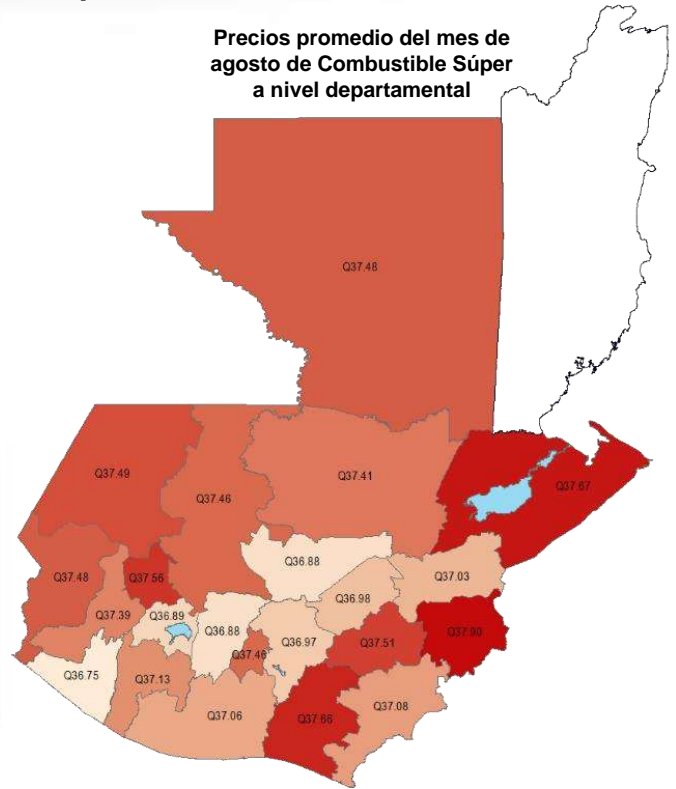 Precios promedio del mes de
agosto de Combustible Súper
a nivel departamental
Q37.48
Q37.49
Q37.46
Q37.41
Q37.67
Q36.88
Q37.48
Q37.56
Q37.03
Q36.98
Q37.39
Q36.89
Q36.88
Q37.90
Q36.97
Q37.51
Q37.46
Q36.75
Q37.13
Q37.06
Q37.66
Q37.08